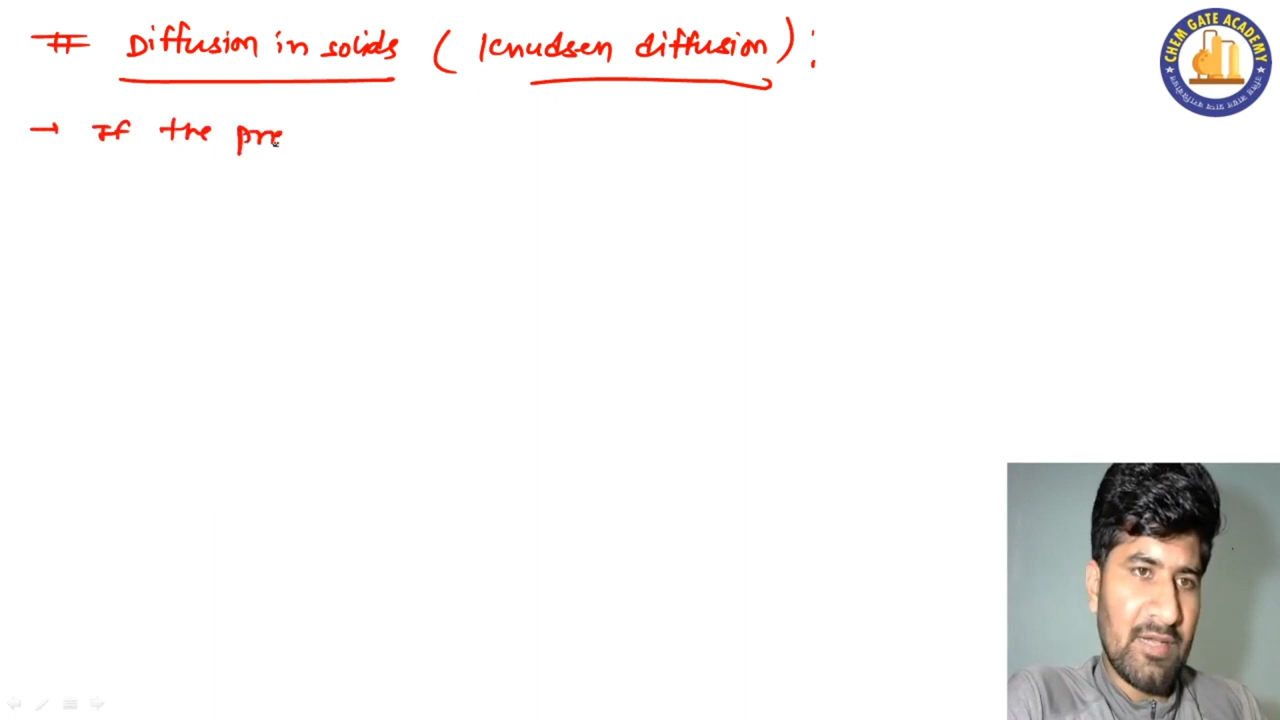 # Diffusion in solids ( Knudsen diffusion ) :
→ If the pre
CHEM GATE ACADEMY